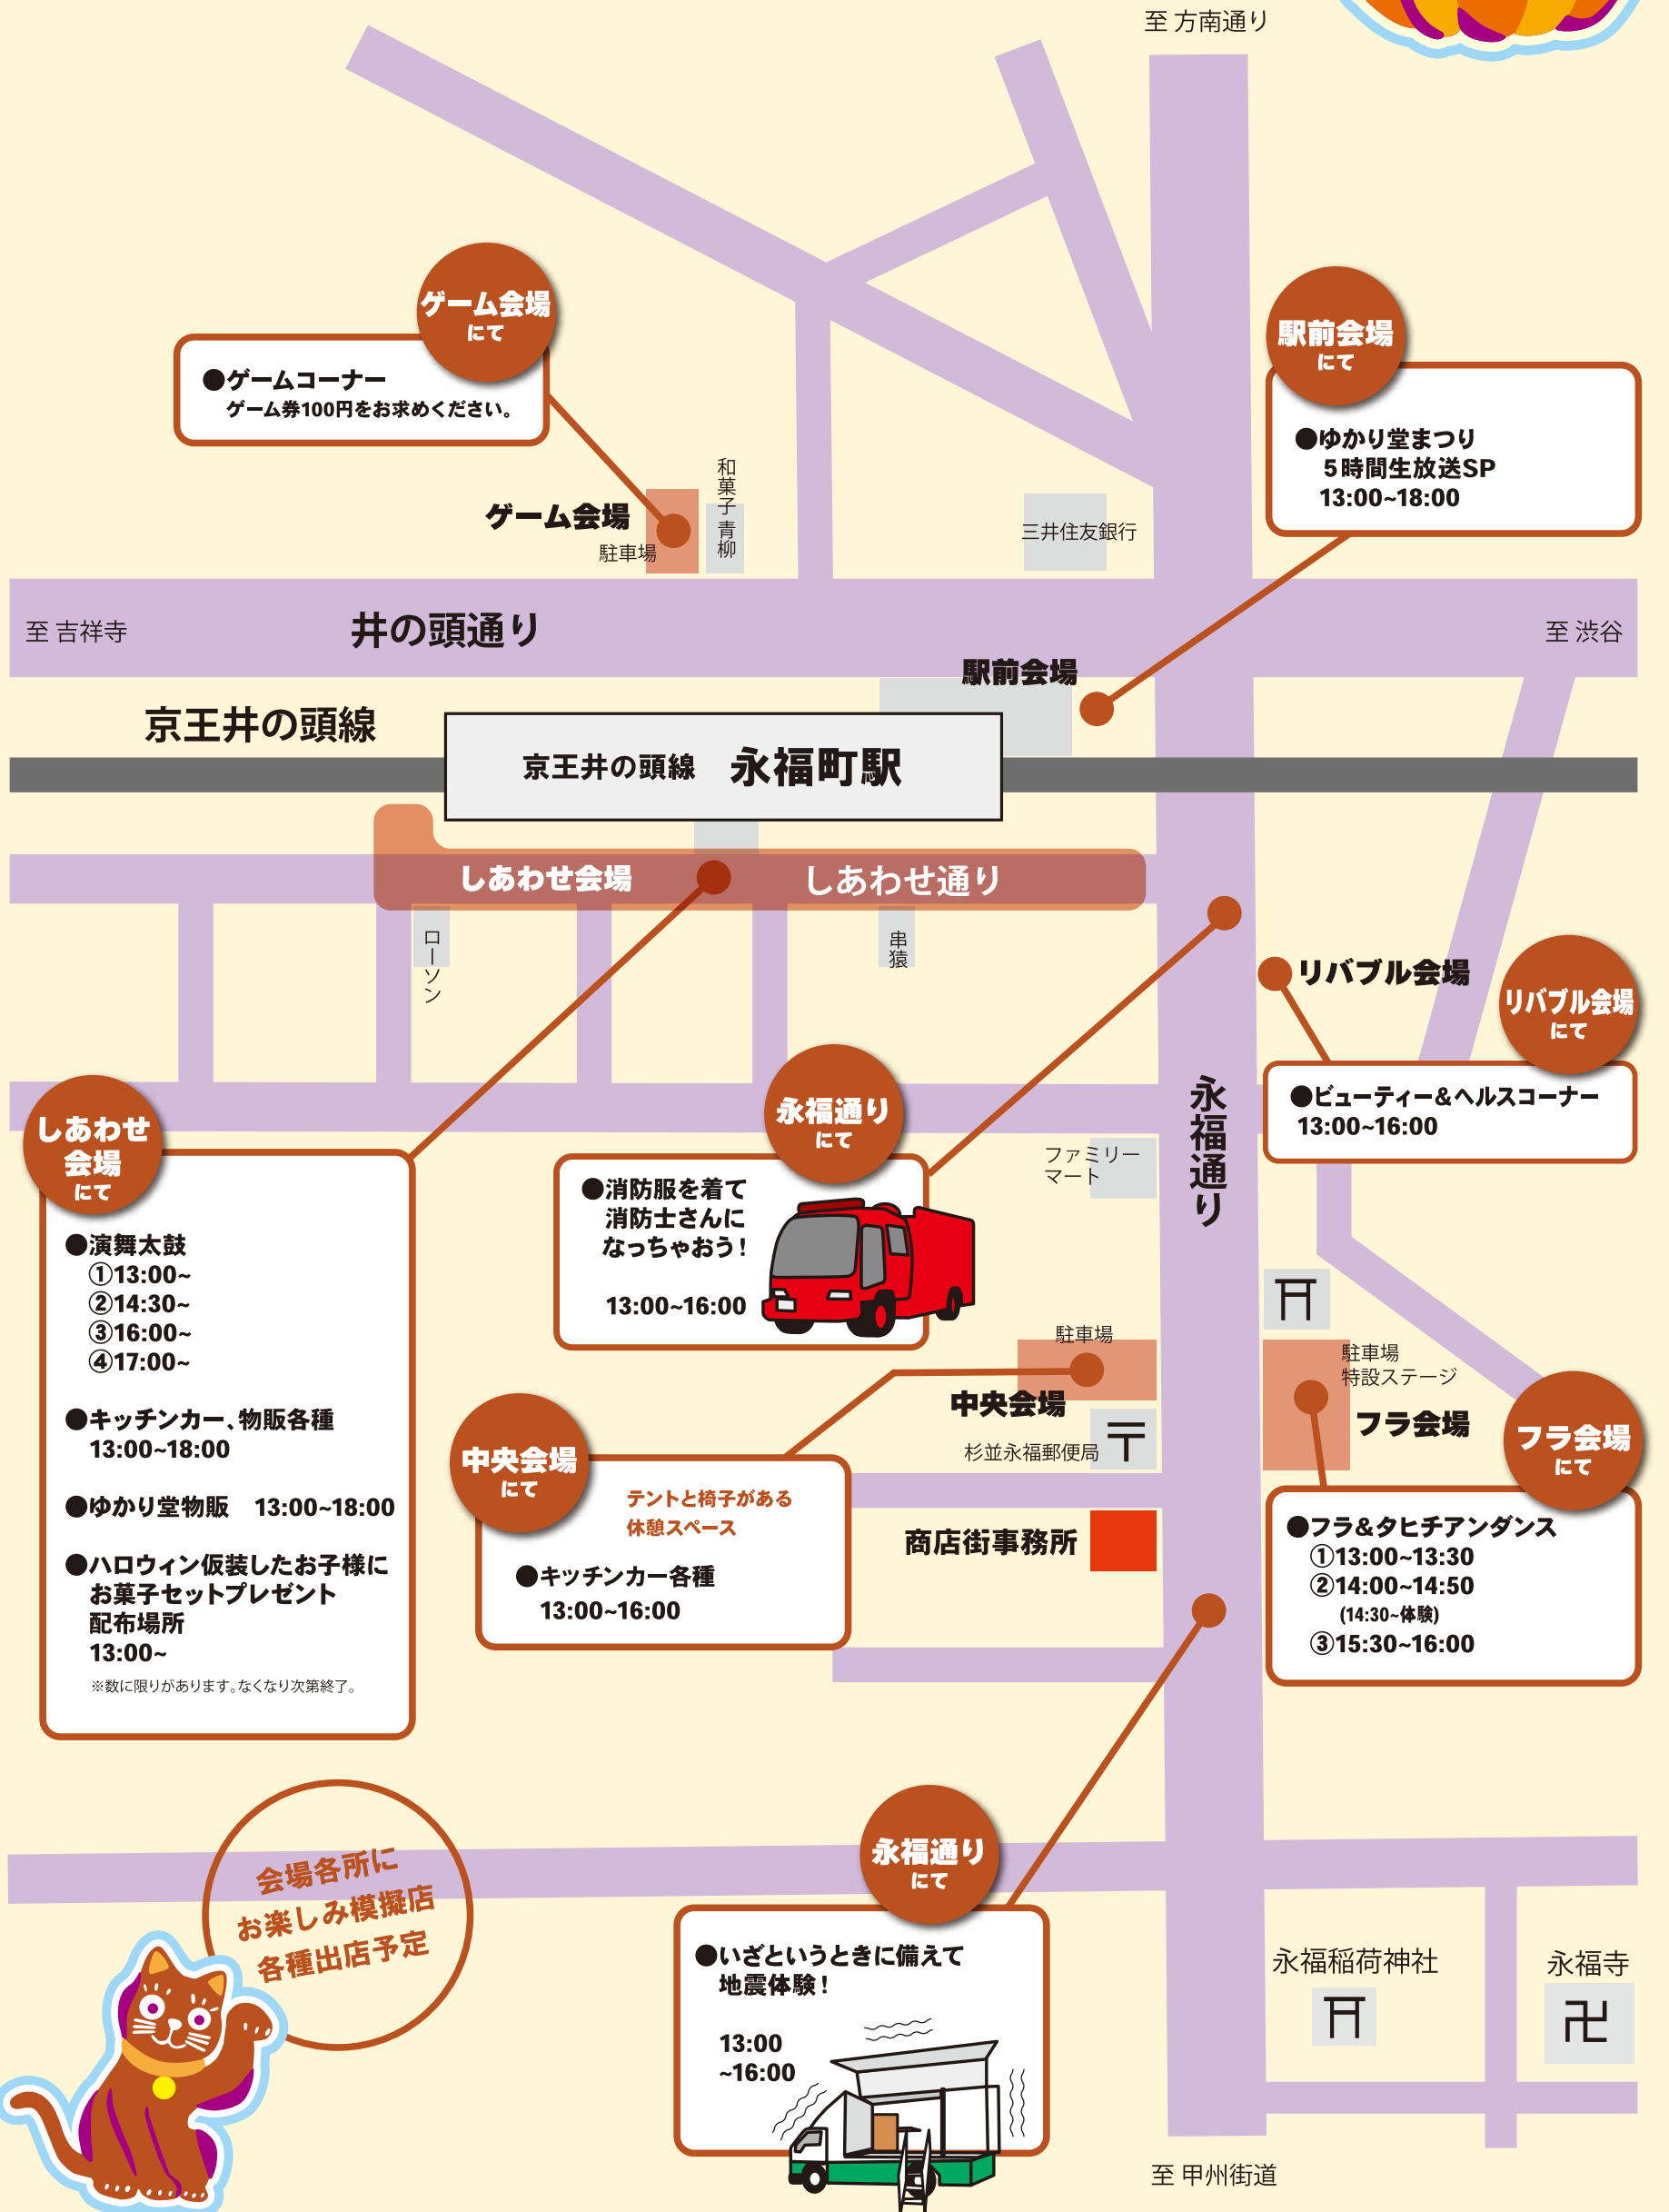 至 方南通り
ゲーム会場
にて
●ゲームコーナー
ゲーム券100円をお求めください。
駅前会場
にて
●ゆかり堂まつり
5時間生放送SP
13:00~18:00
和菓子 青柳
ゲーム会場
駐車場
三井住友銀行
至 吉祥寺
井の頭通り
至 渋谷
駅前会場
京王井の頭線
京王井の頭線 永福町駅
しあわせ会場
しあわせ通り
ローソン
串猿
リバブル会場
リバブル会場
にて
●ビューティー&ヘルスコーナー
13:00~16:00
永福通り
ファミリー
マート
しあわせ
会場
にて
●演舞太鼓
①13:00~
②14:30~
③16:00~
④17:00~
●キッチンカー、物販各種
13:00~18:00
●ゆかり堂物販 13:00~18:00
●ハロウィン仮装したお子様に
お菓子セットプレゼント
配布場所
13:00~
※数に限りがあります。なくなり次第終了。
永福通り
にて
●消防服を着て
消防士さんに
なっちゃおう!
13:00~16:00
駐車場
中央会場
杉並永福郵便局
〒
駐車場
特設ステージ
フラ会場
中央会場
にて
テントと椅子がある
休憩スペース
●キッチンカー各種
13:00~16:00
商店街事務所
フラ会場
にて
●フラ&タヒチアンダンス
①13:00~13:30
②14:00~14:50
(14:30~体験)
③15:30~16:00
会場各所に
お楽しみ模擬店
各種出店予定
永福通り
にて
●いざというときに備えて
地震体験!
13:00
~16:00
永福稲荷神社
永福寺
卍
至 甲州街道